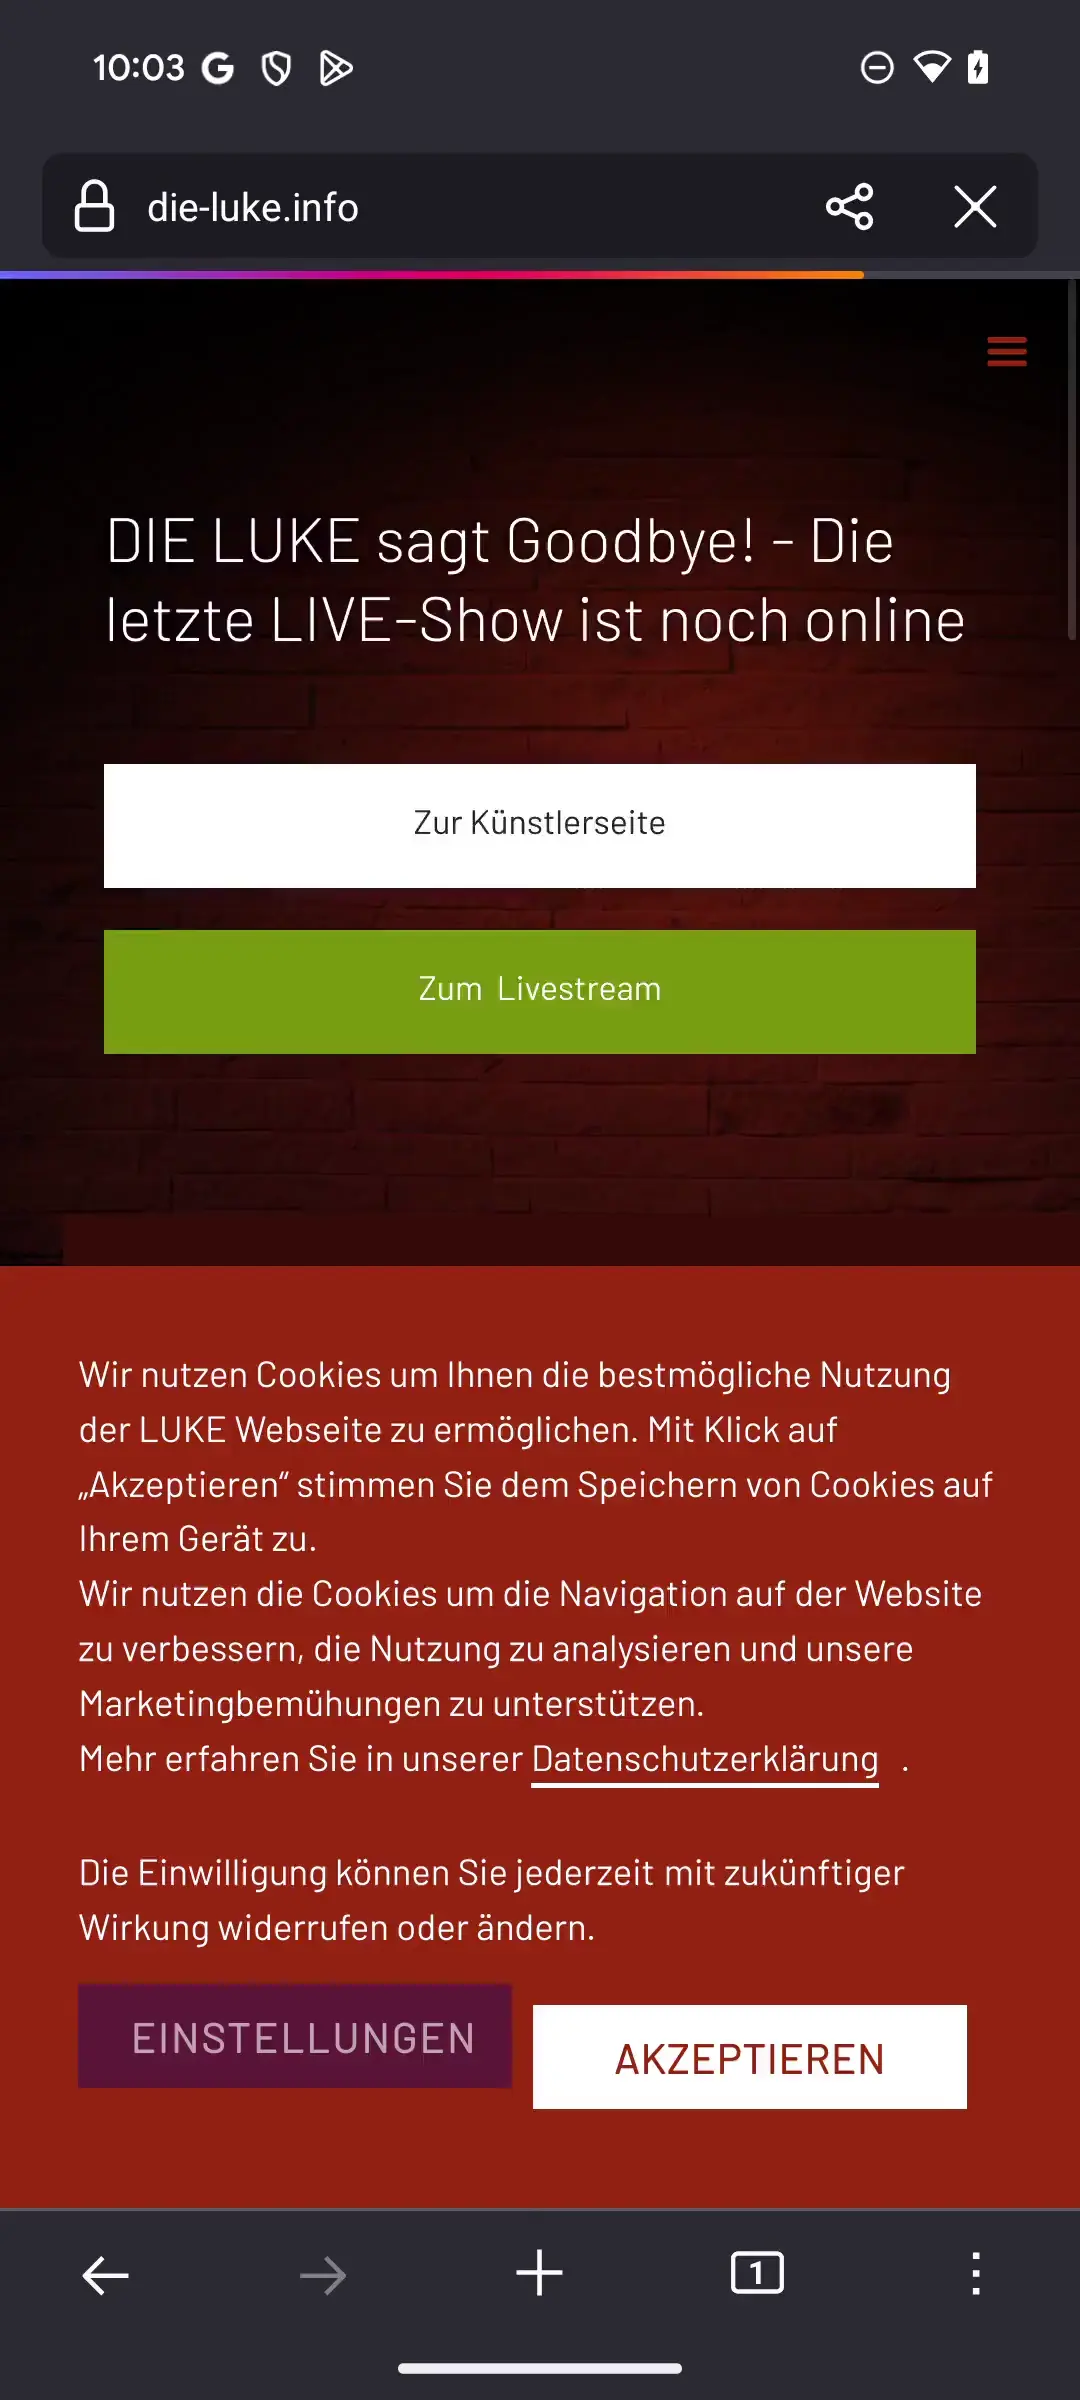 10:03
die-luke.info
DIE LUKE sagt Goodbye! - Die
letzte LIVE-Show ist noch online
Zur Künstlerseite
Zum Livestream
Wir nutzen Cookies um Ihnen die bestmögliche Nutzung
der LUKE Webseite zu ermöglichen. Mit Klick auf
„Akzeptieren“ stimmen Sie dem Speichern von Cookies auf
Ihrem Gerät zu.
Wir nutzen die Cookies um die Navigation auf der Website
zu verbessern, die Nutzung zu analysieren und unsere
Marketingbemühungen zu unterstützen.
Mehr erfahren Sie in unserer Datenschutzerklärung .
Die Einwilligung können Sie jederzeit mit zukünftiger
Wirkung widerrufen oder ändern.
EINSTELLUNGEN
AKZEPTIEREN
1